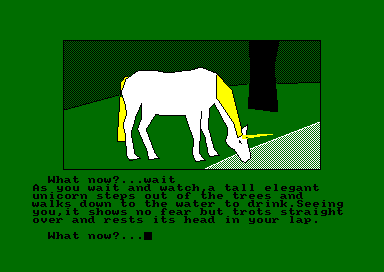 What now?...wait
As you wait and watch,a tall elegant
unicorn steps out of the trees and
walks down to the water to drink.Seeing
you,it shows no fear but trots straight
over and rests its head in your lap.
What now?...